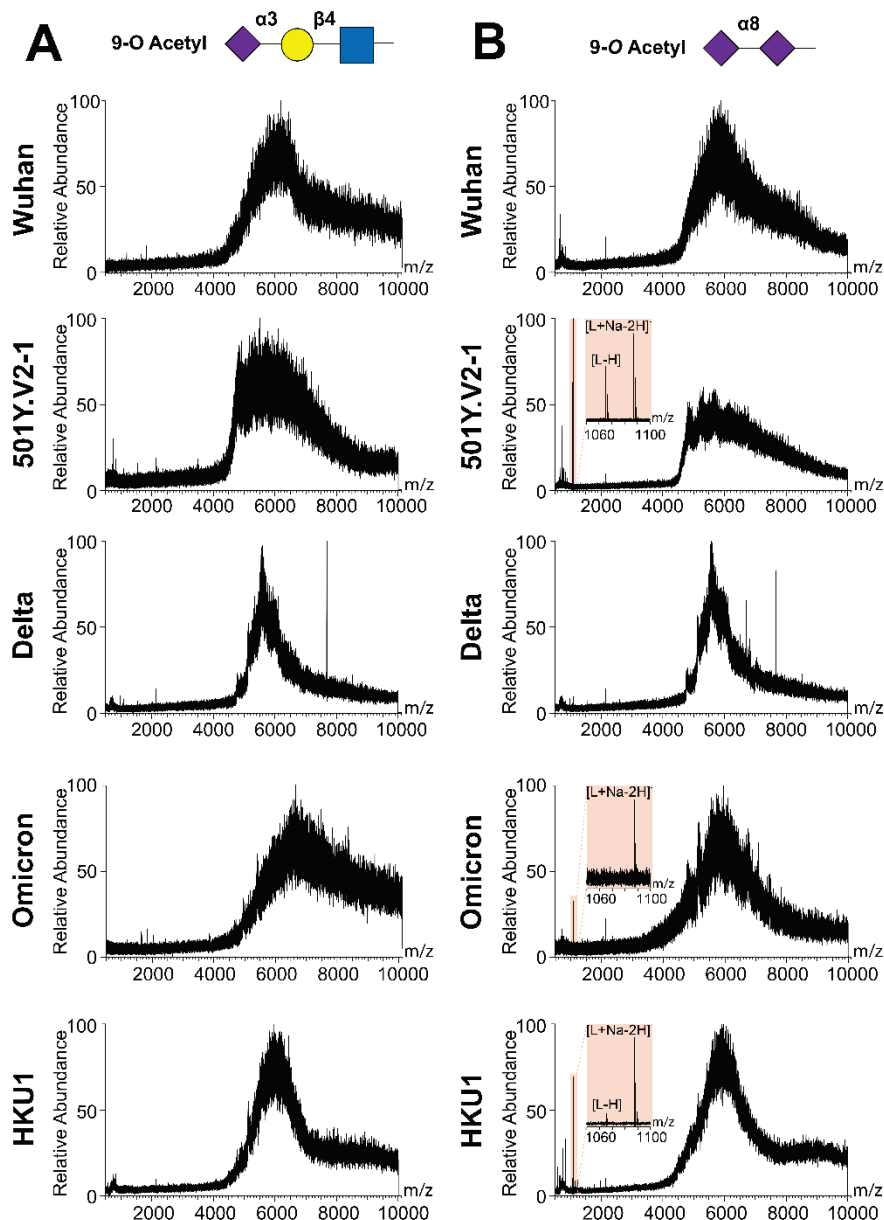 A
9-O Acetyl α3 β4
B
9-O Acetyl α8
Wuhan
Relative Abundance
100
50
0
2000 4000 6000 8000 10000
m/z
Relative Abundance
100
50
0
2000 4000 6000 8000 10000
m/z
501Y.V2-1
Relative Abundance
100
50
0
2000 4000 6000 8000 10000
m/z
Relative Abundance
100
50
0
[L+Na-2H]
[L-H]
m/z
1060 1100
2000 4000 6000 8000 10000
m/z
Delta
Relative Abundance
100
50
0
2000 4000 6000 8000 10000
m/z
Relative Abundance
100
50
0
2000 4000 6000 8000 10000
m/z
Omicron
Relative Abundance
100
50
0
2000 4000 6000 8000 10000
m/z
Relative Abundance
100
50
0
[L+Na-2H]
m/z
1060 1100
2000 4000 6000 8000 10000
m/z
HKU1
Relative Abundance
100
50
0
2000 4000 6000 8000 10000
m/z
Relative Abundance
100
50
0
[L+Na-2H]
[L-H]
m/z
1060 1100
2000 4000 6000 8000 10000
m/z
Wuhan
501Y.V2-1
Delta
Omicron
HKU1